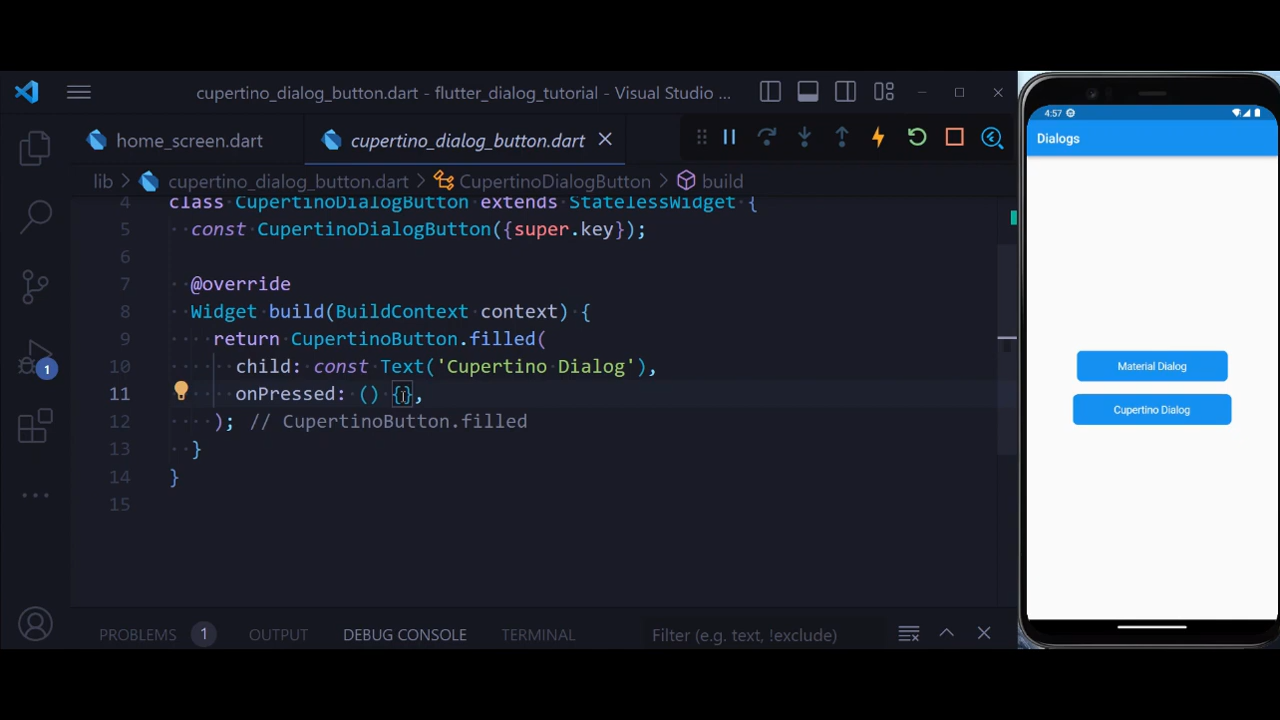 cupertino_dialog_button.dart - flutter_dialog_tutorial - Visual Studio ...
home_screen.dart
cupertino_dialog_button.dart
lib > cupertino_dialog_button.dart > CupertinoDialogButton > build
4 class CupertinoDialogButton extends StatelessWidget {
5 const CupertinoDialogButton({super.key});
6
7 @override
8 Widget build(BuildContext context) {
9 return CupertinoButton.filled(
10 child: const Text('Cupertino Dialog'),
11 onPressed: () {},
12 ); // CupertinoButton.filled
13 }
14 }
15
1
PROBLEMS 1 OUTPUT DEBUG CONSOLE TERMINAL Filter (e.g. text, !exclude)
4:57
Dialogs
Material Dialog
Cupertino Dialog